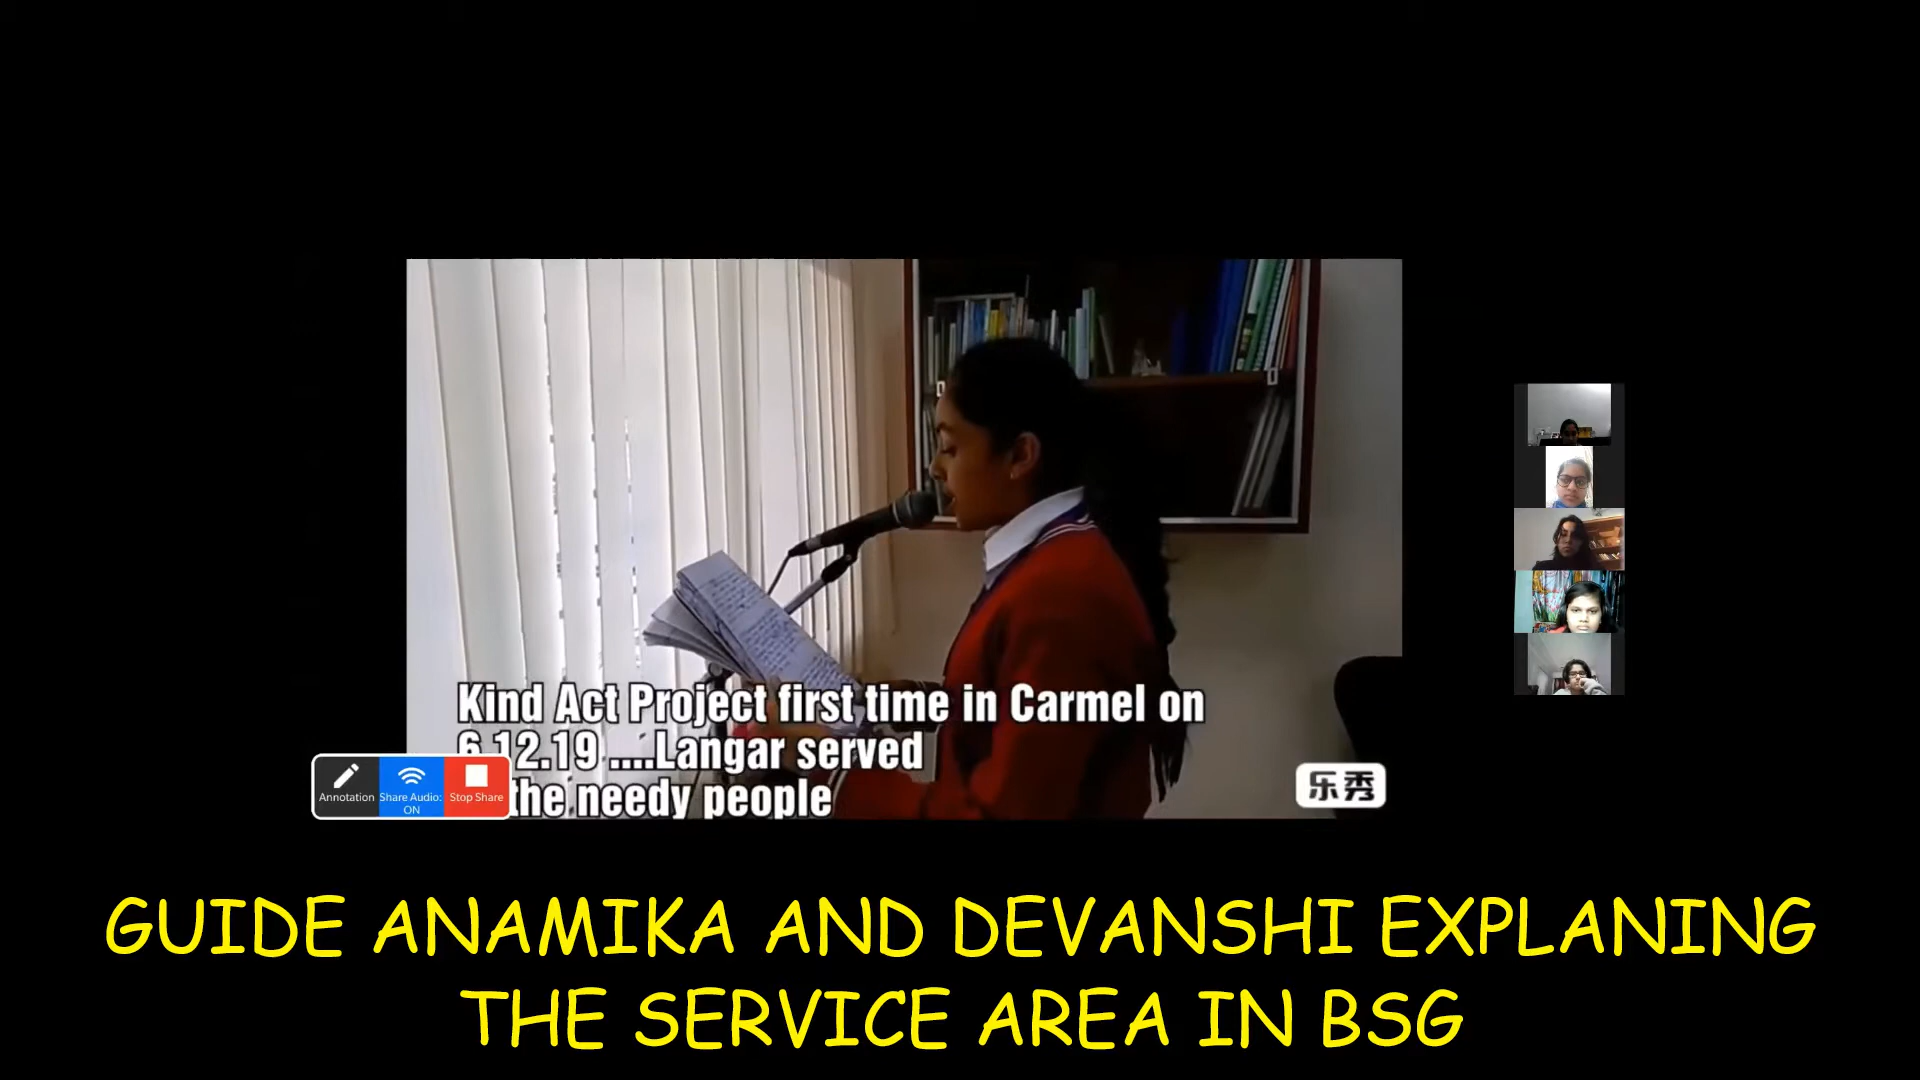 Kind Act Project first time in Carmel on
6.12.19 ....Langar served
the needy people
Annotation
Share Audio:
ON
Stop Share
乐秀
GUIDE ANAMIKA AND DEVANSHI EXPLANING
THE SERVICE AREA IN BSG